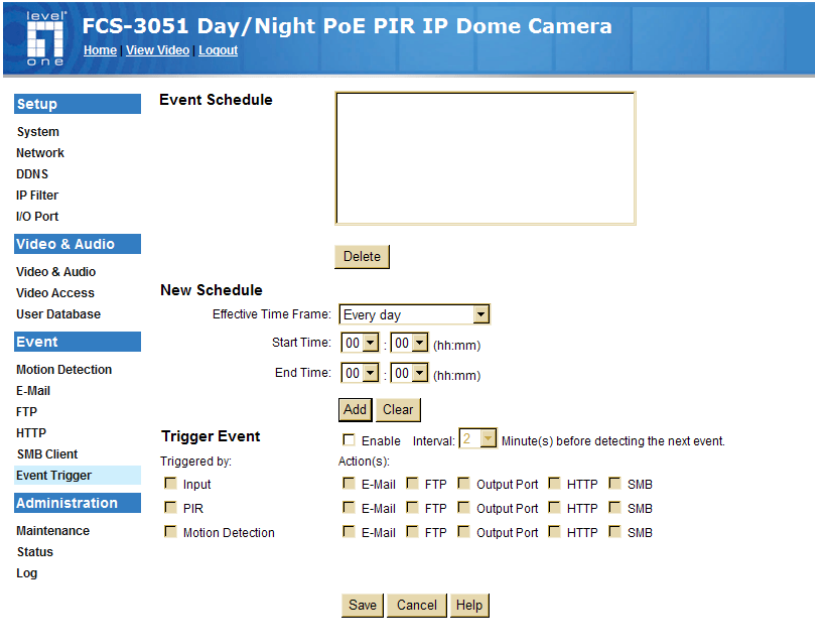 level
one
FCS-3051 Day/Night PoE PIR IP Dome Camera
Home | View Video | Logout
Setup
System
Network
DDNS
IP Filter
I/O Port
Video & Audio
Video & Audio
Video Access
User Database
Event
Motion Detection
E-Mail
FTP
HTTP
SMB Client
Event Trigger
Administration
Maintenance
Status
Log
Event Schedule
Delete
New Schedule
Effective Time Frame: Every day
Start Time: 00 : 00 (hh:mm)
End Time: 00 : 00 (hh:mm)
Add Clear
Trigger Event Enable Interval: 2 Minute(s) before detecting the next event.
Triggered by: Action(s):
Input E-Mail FTP Output Port HTTP SMB
PIR E-Mail FTP Output Port HTTP SMB
Motion Detection E-Mail FTP Output Port HTTP SMB
Save Cancel Help